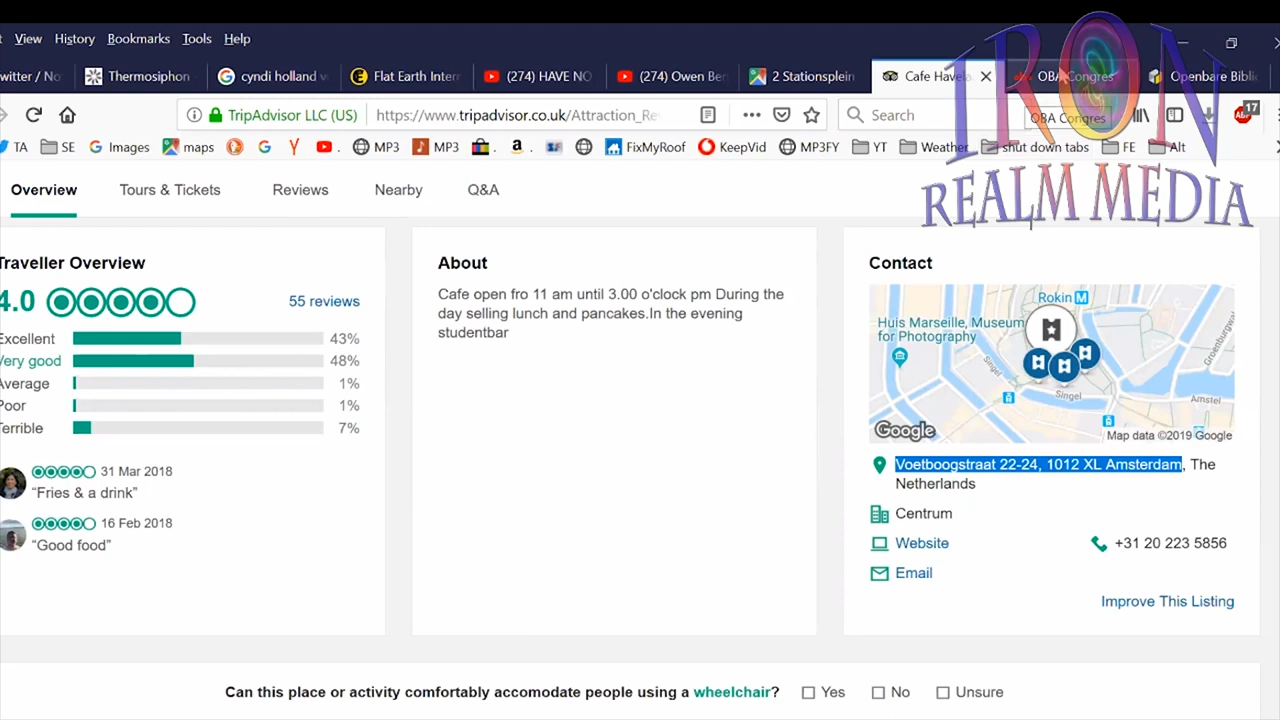 View History Bookmarks Tools Help
witter / No Thermosiphon cyndi holland v Flat Earth Inter (274) HAVE NO (274) Owen Ber 2 Stationsplein Cafe Havel OBA Congres Openbare Bibli
TripAdvisor LLC (US) https://www.tripadvisor.co.uk/Attraction_Re Search OBA Congres 17
TA SE Images maps MP3 MP3 FixMyRoof KeepVid MP3FY YT Weather shut down tabs FE Alt
IRON
REALM MEDIA
Overview Tours & Tickets Reviews Nearby Q&A
Traveller Overview
4.0 55 reviews
Excellent 43%
Very good 48%
Average 1%
Poor 1%
Terrible 7%
31 Mar 2018
“Fries & a drink”
16 Feb 2018
“Good food”
About
Cafe open fro 11 am until 3.00 o'clock pm During the
day selling lunch and pancakes.In the evening
studentbar
Contact
Rokin M
Huis Marseille, Museum
for Photography
Singel
Singel
Amstel
Groenburgwal
Google
Map data ©2019 Google
Voetboogstraat 22-24, 1012 XL Amsterdam, The
Netherlands
Centrum
Website +31 20 223 5856
Email
Improve This Listing
Can this place or activity comfortably accomodate people using a wheelchair? Yes No Unsure